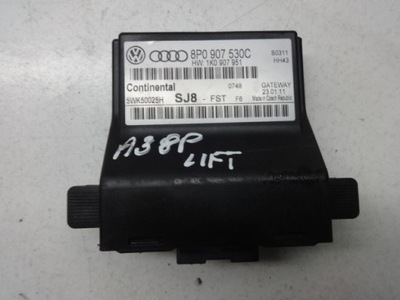 8P0 907 530C
HW: 1K0 907 951
S0311
HH43
Continental
0748
GATEWAY
5WK50025H SJ8 - FST F6
23.01.11
Made in Czech Republic
A3 8P
LIFT